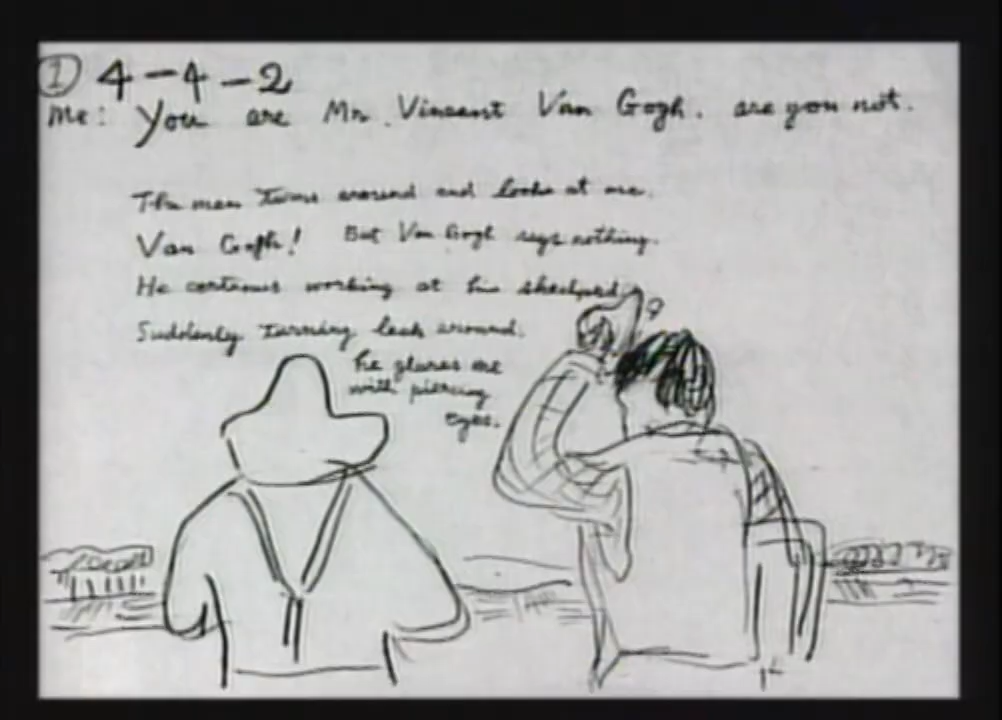 ① 4-4-2
Me: You are Mr. Vincent Van Gogh. are you not.
The man turns around and looks at me.
Van Gogh! But Van Gogh says nothing.
He continues working at his
Suddenly turning back around.
he glares me
with piercing
eyes.